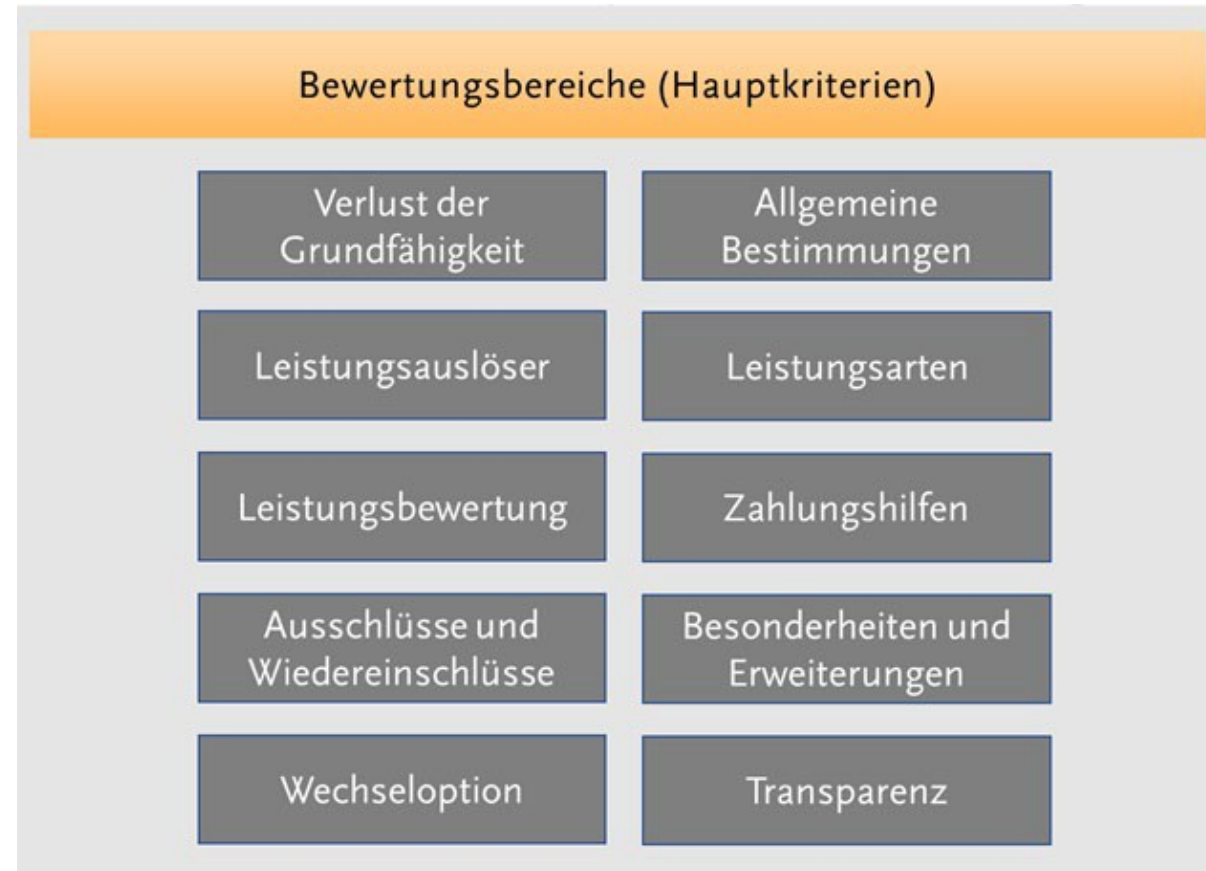 Bewertungsbereiche (Hauptkriterien)
Verlust der
Grundfähigkeit
Allgemeine
Bestimmungen
Leistungsauslöser
Leistungsarten
Leistungsbewertung
Zahlungshilfen
Ausschlüsse und
Wiedereinschlüsse
Besonderheiten und
Erweiterungen
Wechseloption
Transparenz